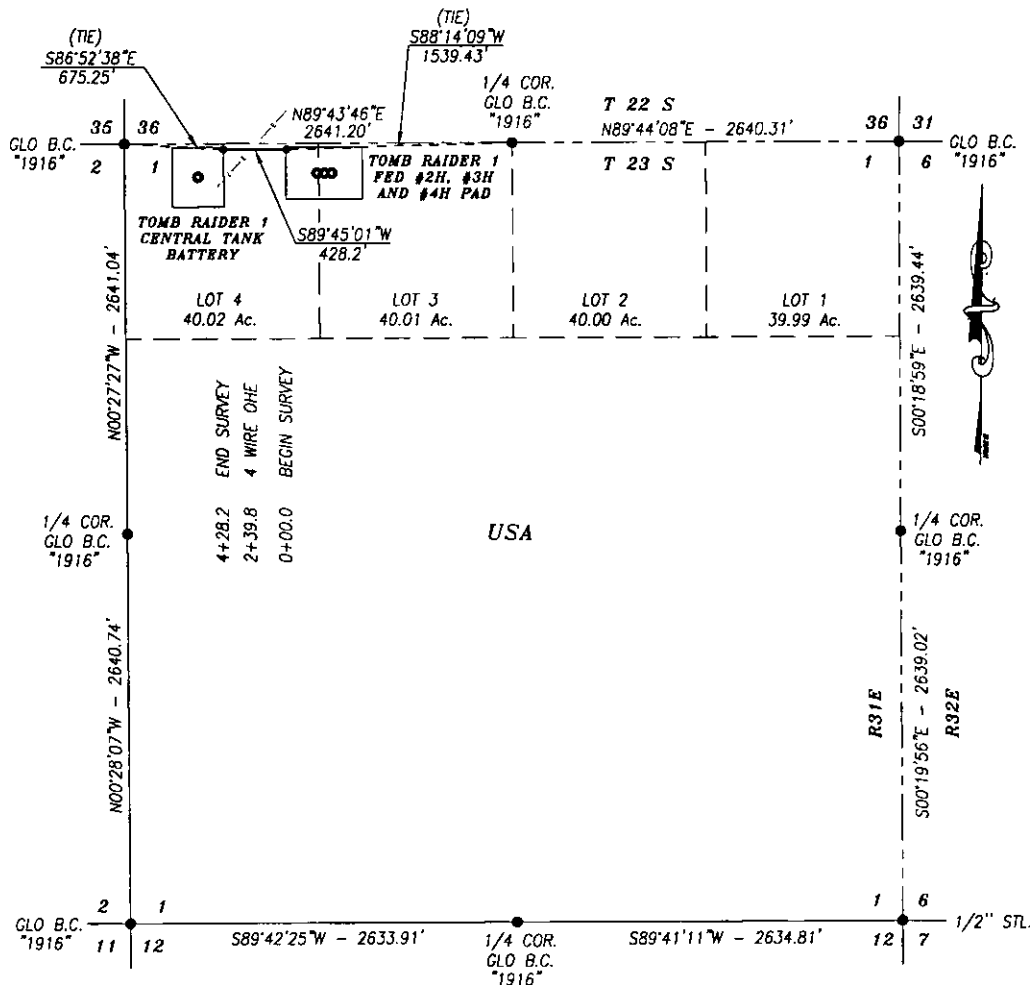 (TIE)
S86°52'38"E
675.25'
(TIE)
S88°14'09"W
1539.43'
1/4 COR.
GLO B.C.
"1916"
N89°43'46"E
2641.20'
T 22 S
N89°44'08"E - 2640.31'
T 23 S
35 36
2 1
GLO B.C.
"1916"
36 31
1 6
GLO B.C.
"1916"
TOMB RAIDER 1
CENTRAL TANK
BATTERY
TOMB RAIDER 1
FED #2H, #3H
AND #4H PAD
S89°45'01"W
428.2'
LOT 4
40.02 Ac.
LOT 3
40.01 Ac.
LOT 2
40.00 Ac.
LOT 1
39.99 Ac.
N00°27'27"W - 2641.04'
S00°18'59"E - 2639.44'
4+28.2 END SURVEY
2+39.8 4 WIRE OHE
0+00.0 BEGIN SURVEY
1/4 COR.
GLO B.C.
"1916"
USA
1/4 COR.
GLO B.C.
"1916"
N00°28'07"W - 2640.74'
R31E
S00°19'56"E - 2639.02'
R32E
2 1
11 12
GLO B.C.
"1916"
S89°42'25"W - 2633.91'
1/4 COR.
GLO B.C.
"1916"
S89°41'11"W - 2634.81'
1 6
12 7
1/2" STL.